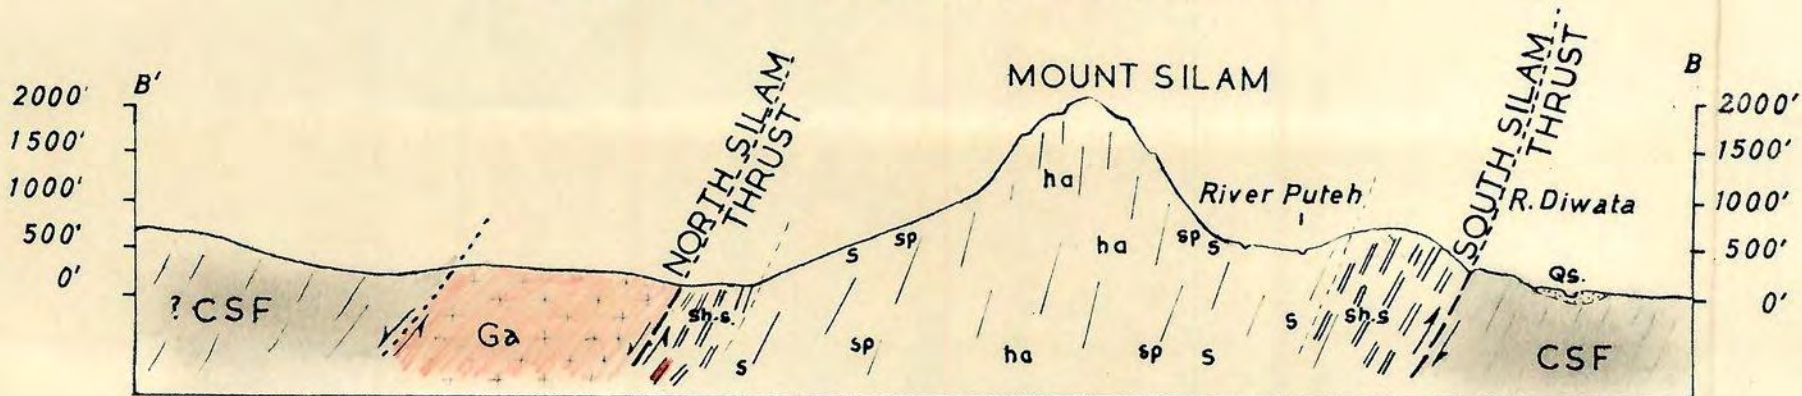 B'
2000'
1500'
1000'
500'
0'
NORTH SILAM
THRUST
MOUNT SILAM
River Puteh
SOUTH SILAM
THRUST
R. Diwata
B
2000'
1500'
1000'
500'
0'
ha
ha
sp
s
s
sp
Qs.
? CSF
Ga
sh.s.
s
sp
ha
sp
s
s
sh.s
CSF